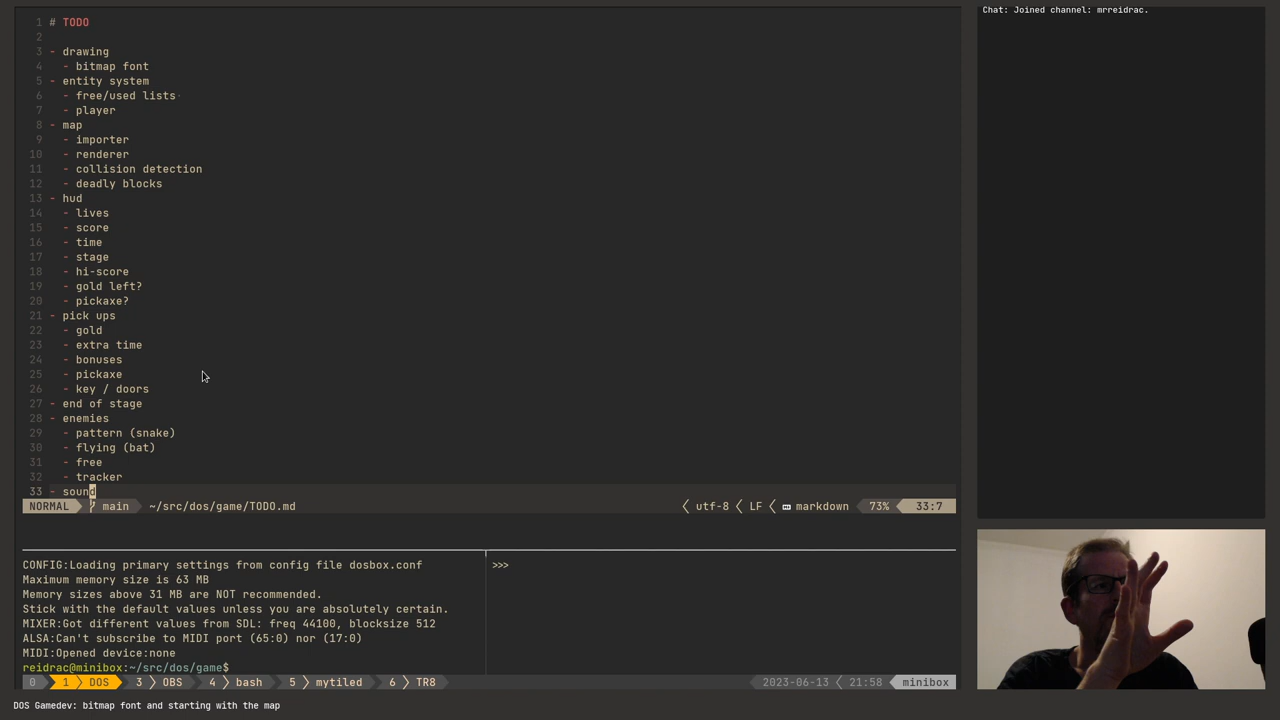 1 # TODO
2
3 - drawing
4 - bitmap font
5 - entity system
6 - free/used lists
7 - player
8 - map
9 - importer
10 - renderer
11 - collision detection
12 - deadly blocks
13 - hud
14 - lives
15 - score
16 - time
17 - stage
18 - hi-score
19 - gold left?
20 - pickaxe?
21 - pick ups
22 - gold
23 - extra time
24 - bonuses
25 - pickaxe
26 - key / doors
27 - end of stage
28 - enemies
29 - pattern (snake)
30 - flying (bat)
31 - free
32 - tracker
33 - sound
NORMAL main ~/src/dos/game/TODO.md utf-8 LF markdown 73% 33:7
CONFIG:Loading primary settings from config file dosbox.conf
Maximum memory size is 63 MB
Memory sizes above 31 MB are NOT recommended.
Stick with the default values unless you are absolutely certain.
MIXER:Got different values from SDL: freq 44100, blocksize 512
ALSA:Can't subscribe to MIDI port (65:0) nor (17:0)
MIDI:Opened device:none
reidrac@minibox:~/src/dos/game$
>>>
0 1 DOS 3 OBS 4 bash 5 mytiled 6 TR8 2023-06-13 21:58 minibox
Chat: Joined channel: mrreidrac.
DOS Gamedev: bitmap font and starting with the map